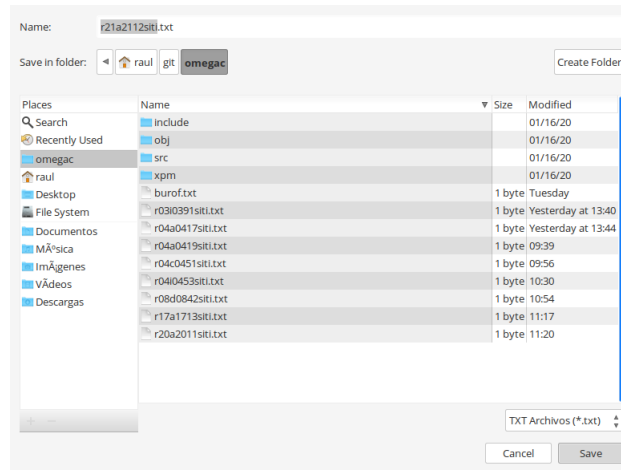 Name: r21a2112siti.txt
Save in folder: raul git omegac Create Folder
Places Name Size Modified
Search include 01/16/20
Recently Used obj 01/16/20
omegac src 01/16/20
raul xpm 01/16/20
Desktop burof.txt 1 byte Tuesday
File System r03i0391siti.txt 1 byte Yesterday at 13:40
Documentos r04a0417siti.txt 1 byte Yesterday at 13:44
MÃºsica r04a0419siti.txt 1 byte 09:39
ImÃ¡genes r04c0451siti.txt 1 byte 09:56
VÃdeos r04i0453siti.txt 1 byte 10:30
Descargas r08d0842siti.txt 1 byte 10:54
r17a1713siti.txt 1 byte 11:17
r20a2011siti.txt 1 byte 11:20
TXT Archivos (*.txt)
Cancel Save